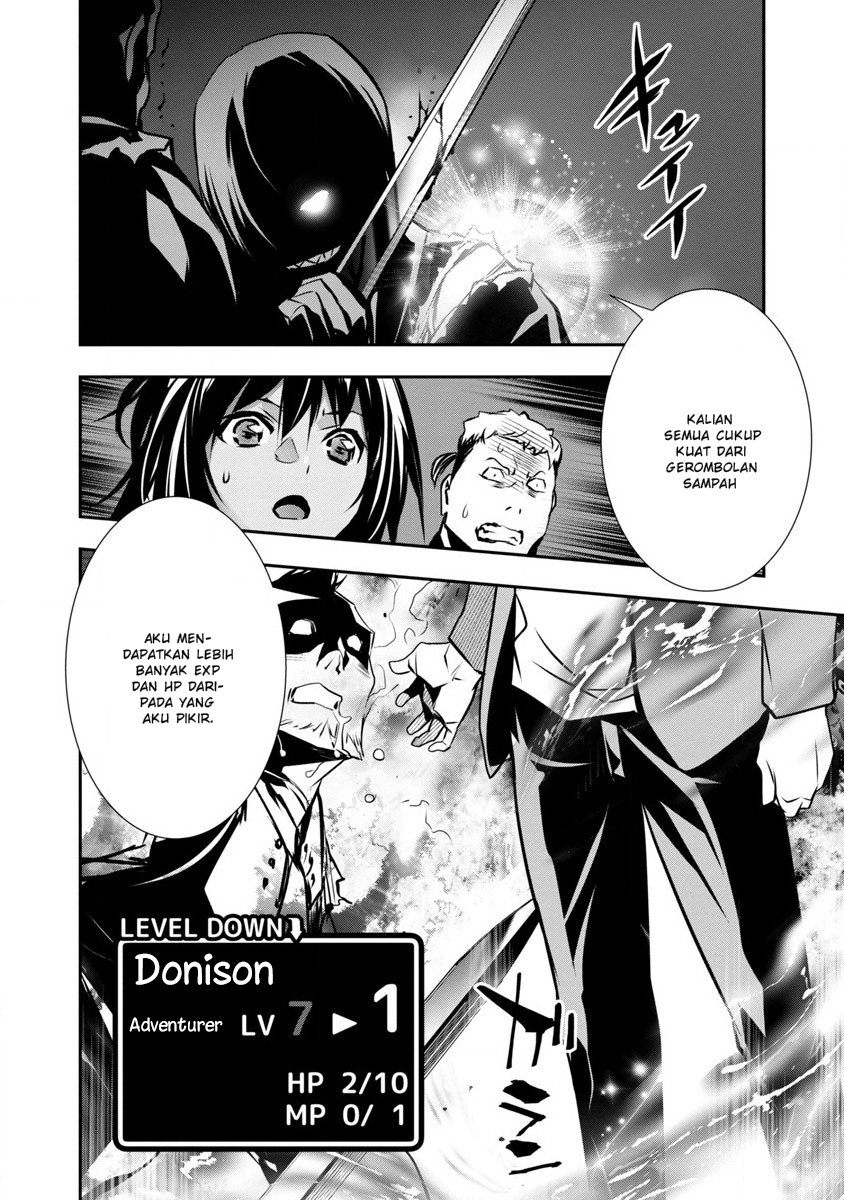 キュイイイ
KALIAN
SEMUA CUKUP
KUAT DARI
GEROMBOLAN
SAMPAH
AKU MEN-
DAPATKAN LEBIH
BANYAK EXP
DAN HP DARI-
PADA YANG
AKU PIKIR.
LEVEL DOWN
Donison
Adventurer LV 7 ▶ 1
HP 2/10
MP 0/ 1